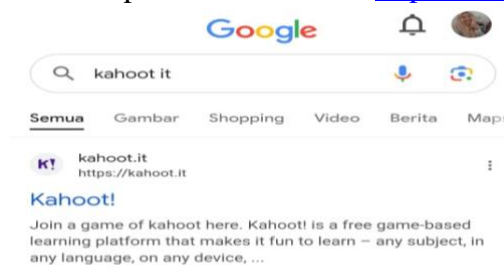 Google
kahoot it
Semua Gambar Shopping Video Berita Maps
K!
kahoot.it
https://kahoot.it
Kahoot!
Join a game of kahoot here. Kahoot! is a free game-based
learning platform that makes it fun to learn – any subject, in
any language, on any device, ...